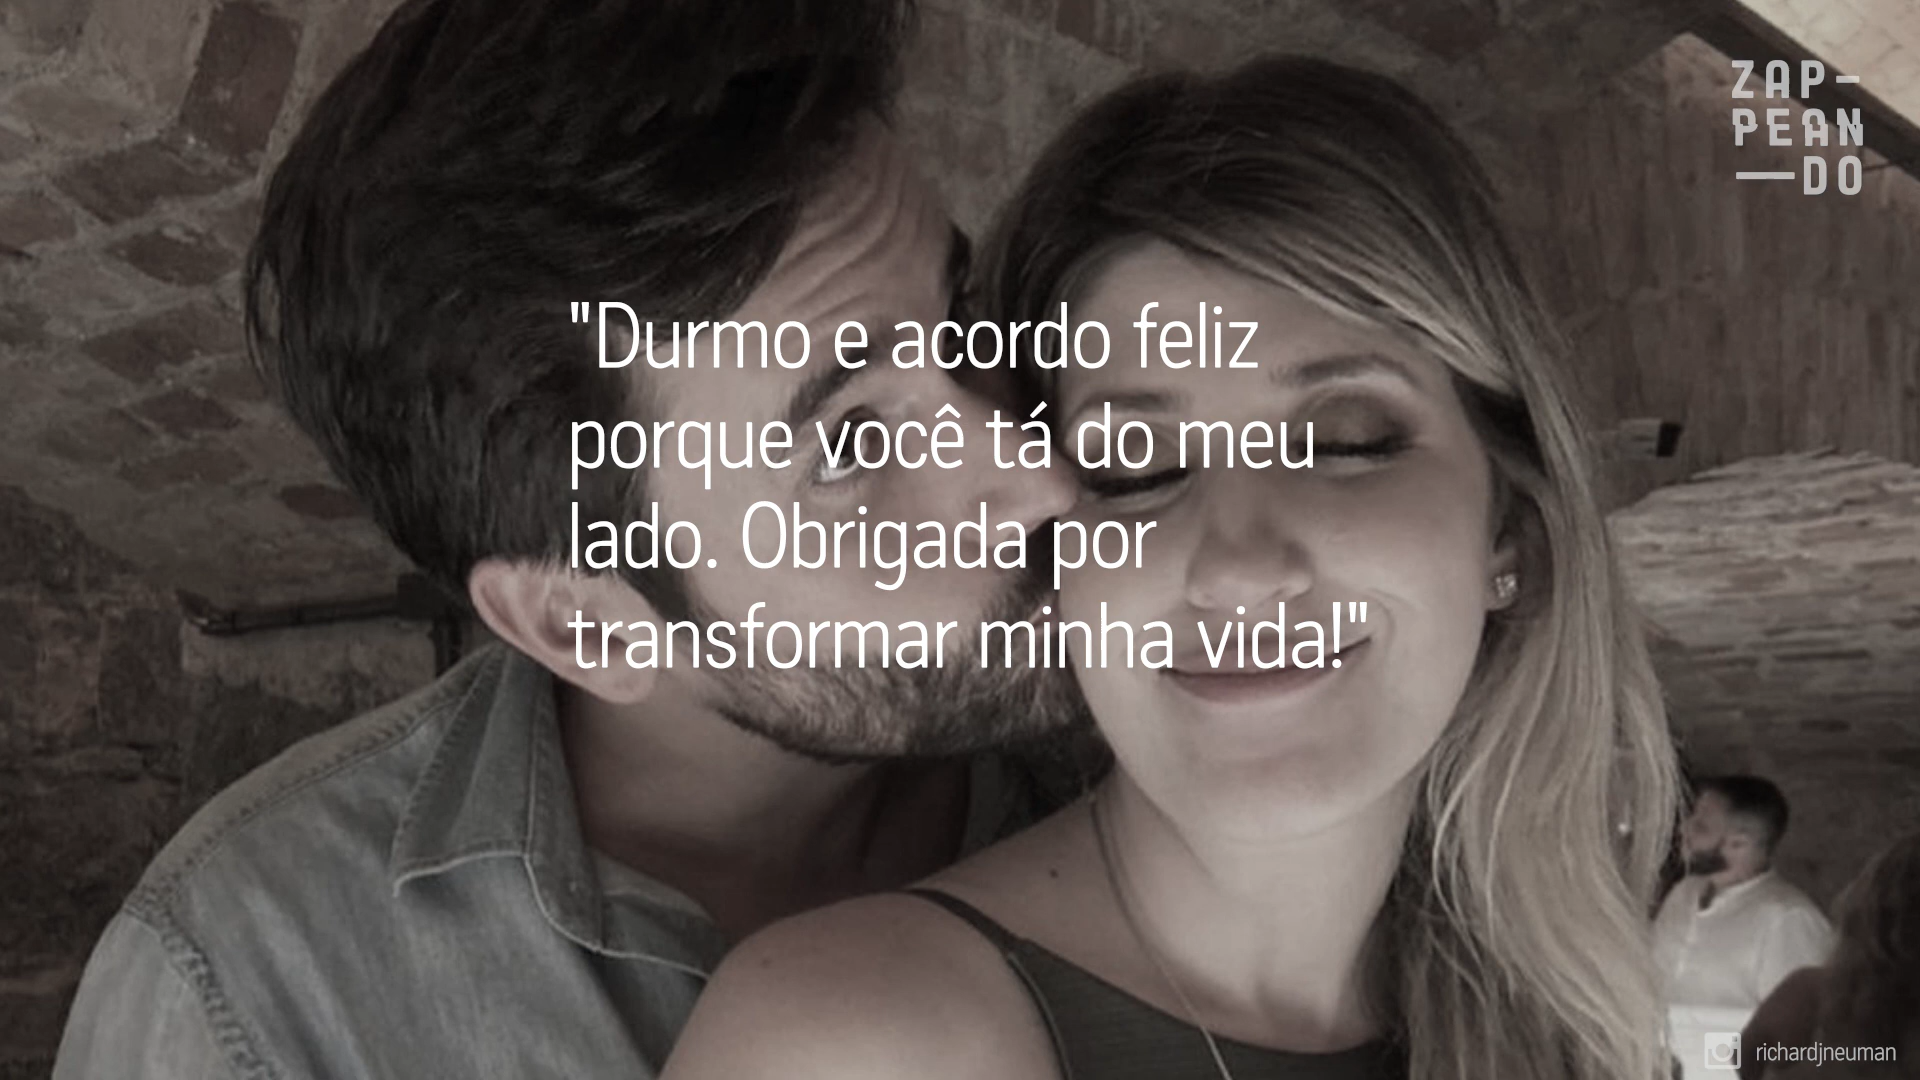 ZAP-
PEAN
—DO
"Durmo e acordo feliz
porque você tá do meu
lado. Obrigada por
transformar minha vida!"
richardjneuman